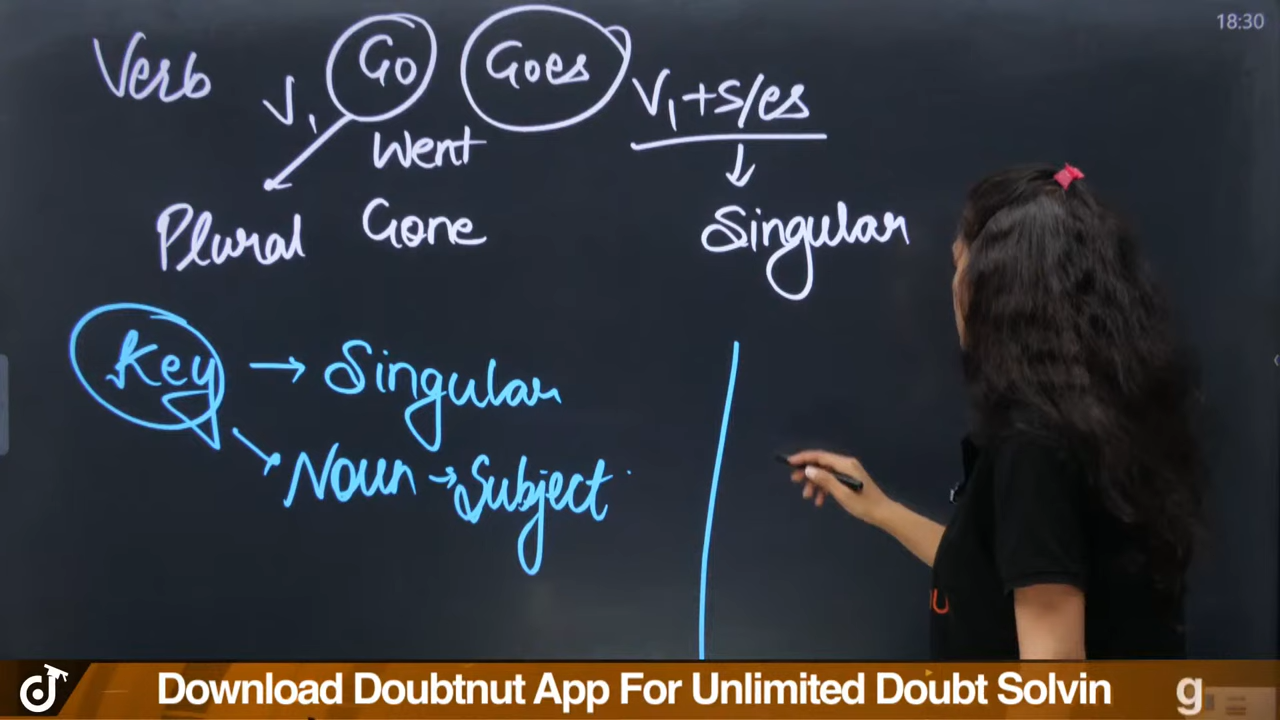 18:30
Verb V1 Go Goes V1+s/es
Went
Plural Gone Singular
Key → Singular
Noun → Subject
U
Download Doubtnut App For Unlimited Doubt Solvin g